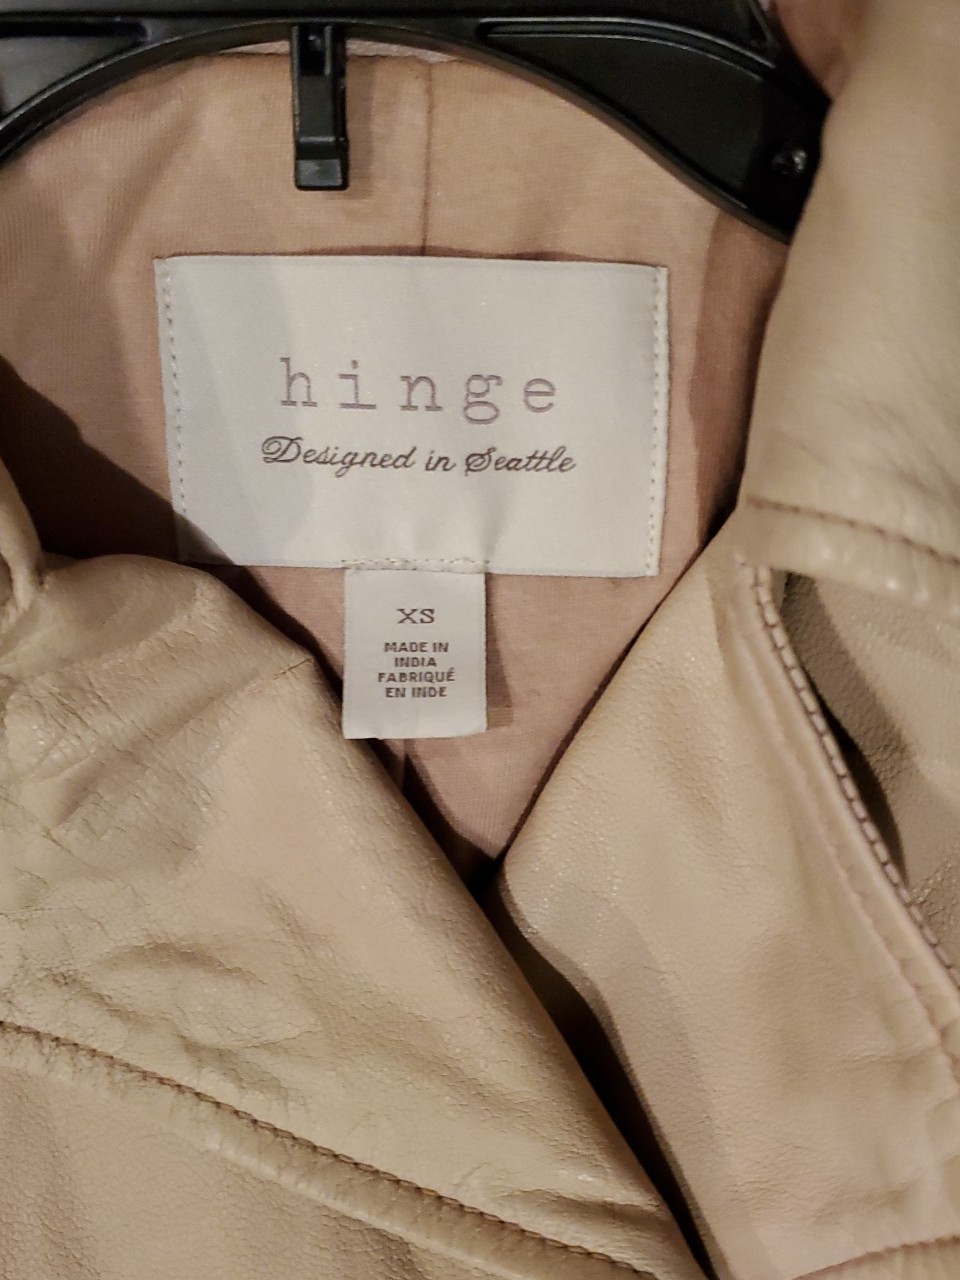 hinge
Designed in Seattle
XS
MADE IN
INDIA
FABRIQUÉ
EN INDE